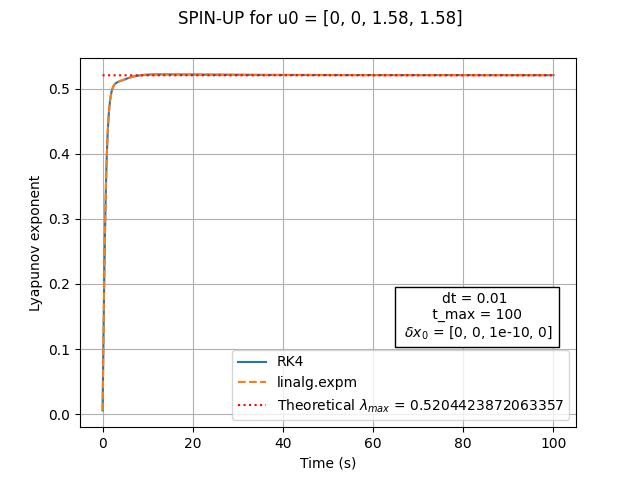 SPIN-UP for u0 = [0, 0, 1.58, 1.58]
Lyapunov exponent
0.5
0.4
0.3
0.2
0.1
0.0
dt = 0.01
t_max = 100
δx₀ = [0, 0, 1e-10, 0]
RK4
linalg.expm
Theoretical λₘₐₓ = 0.5204423872063357
0 20 40 60 80 100
Time (s)